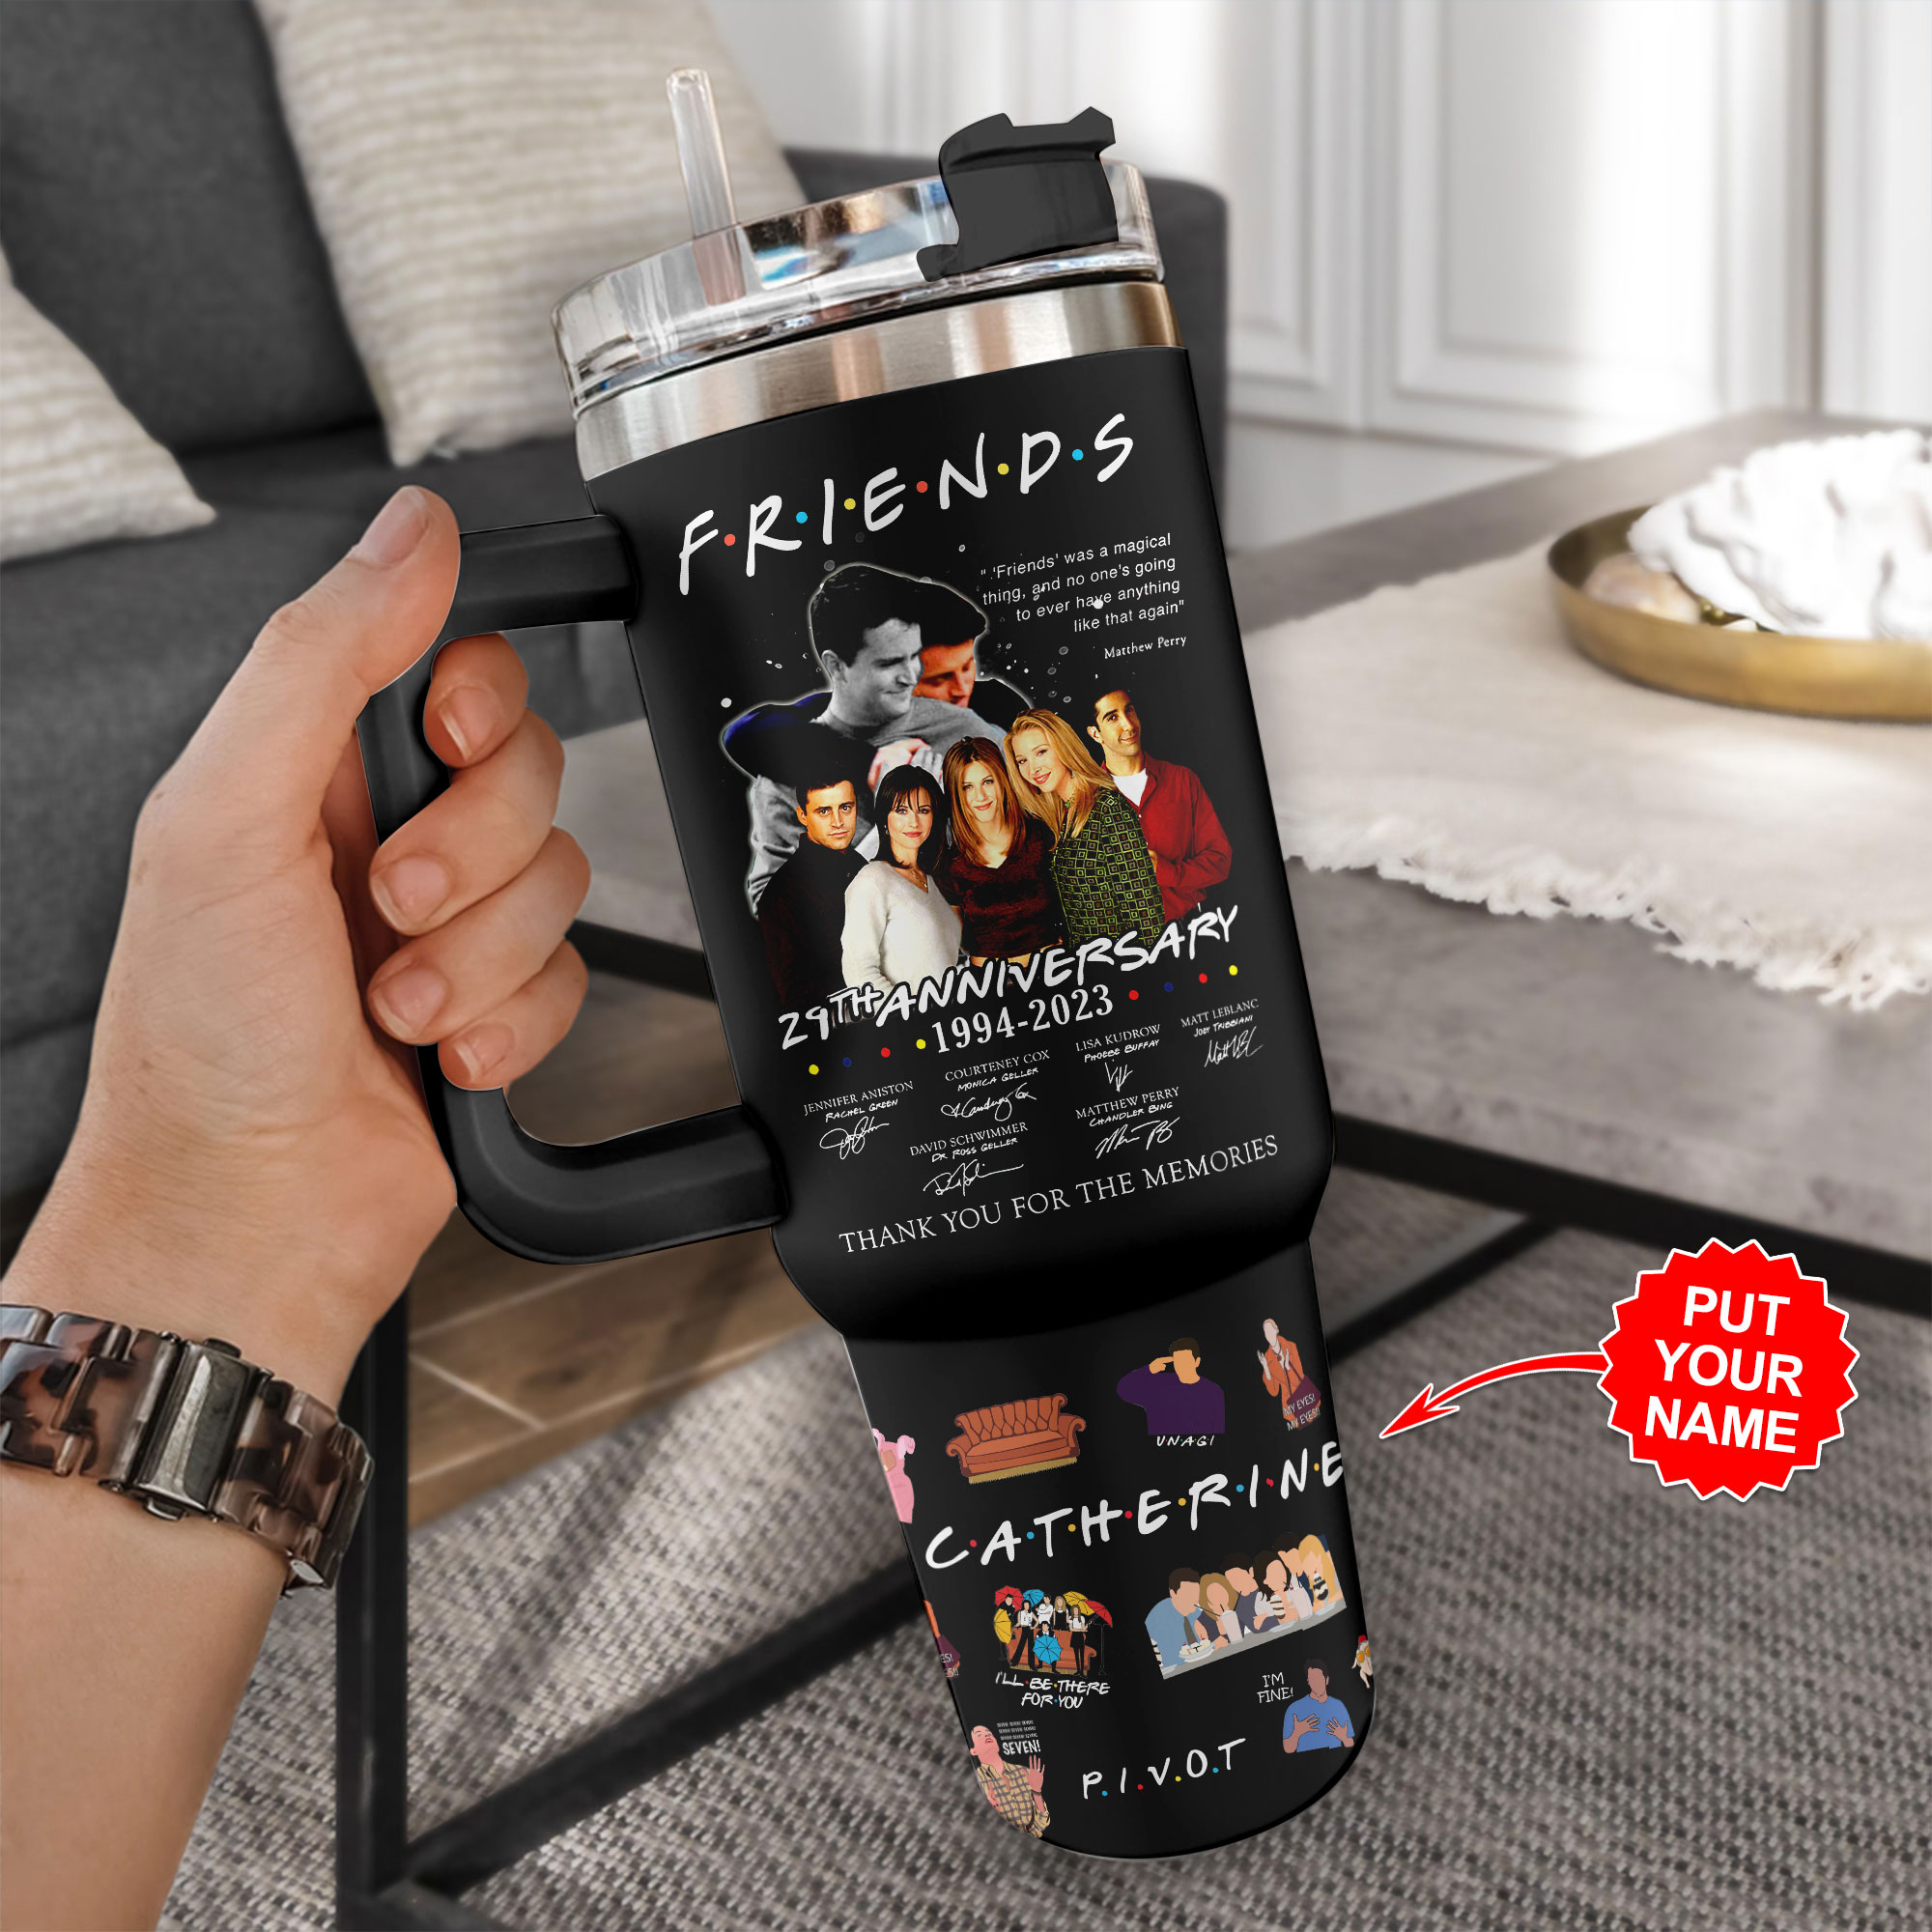 F·R·I·E·N·D·S
" 'Friends' was a magical
thing, and no one's going
to ever have anything
like that again"
Matthew Perry
29TH ANNIVERSARY
1994-2023
JENNIFER ANISTON
RACHEL GREEN
COURTENEY COX
MONICA GELLER
LISA KUDROW
PHOEBE BUFFAY
MATT LEBLANC
JOEY TRIBBIANI
DAVID SCHWIMMER
DR ROSS GELLER
MATTHEW PERRY
CHANDLER BING
THANK YOU FOR THE MEMORIES
UNAGI
MY EYES!
MY EYES!!
C·A·T·H·E·R·I·N·E
I'LL BE THERE
FOR YOU
I'M
FINE!
SEVEN!
P.I.V.O.T
PUT
YOUR
NAME